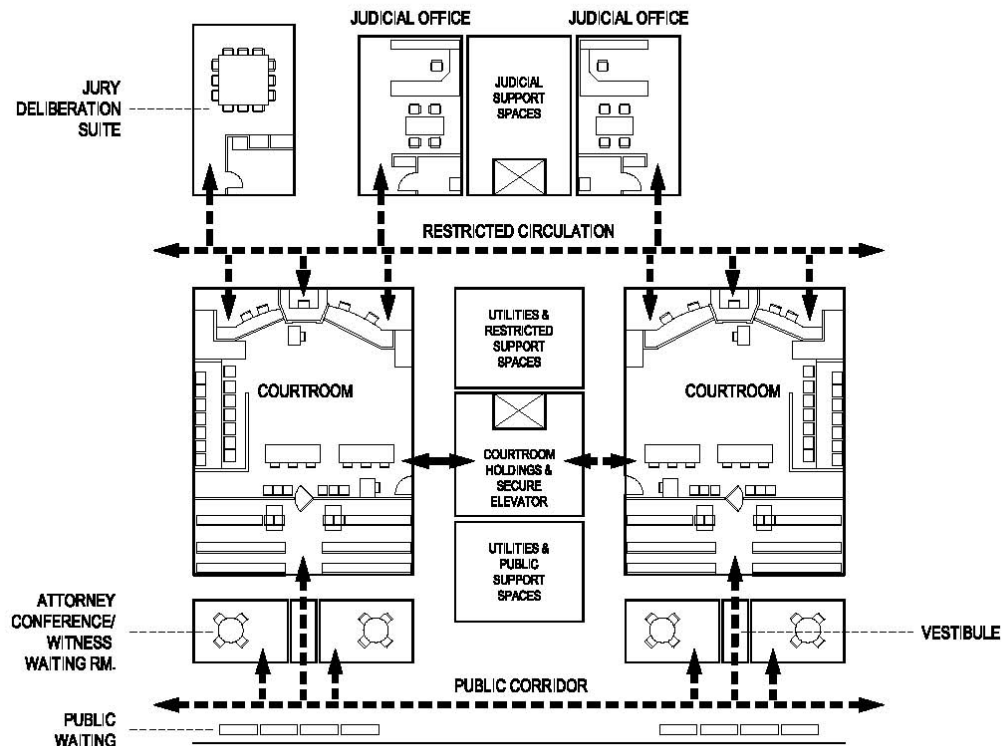 JUDICIAL OFFICE
JUDICIAL OFFICE
JURY
DELIBERATION
SUITE
JUDICIAL
SUPPORT
SPACES
RESTRICTED CIRCULATION
UTILITIES &
RESTRICTED
SUPPORT
SPACES
COURTROOM
COURTROOM
COURTROOM
HOLDINGS &
SECURE
ELEVATOR
UTILITIES &
PUBLIC
SUPPORT
SPACES
ATTORNEY
CONFERENCE/
WITNESS
WAITING RM.
VESTIBULE
PUBLIC CORRIDOR
PUBLIC
WAITING